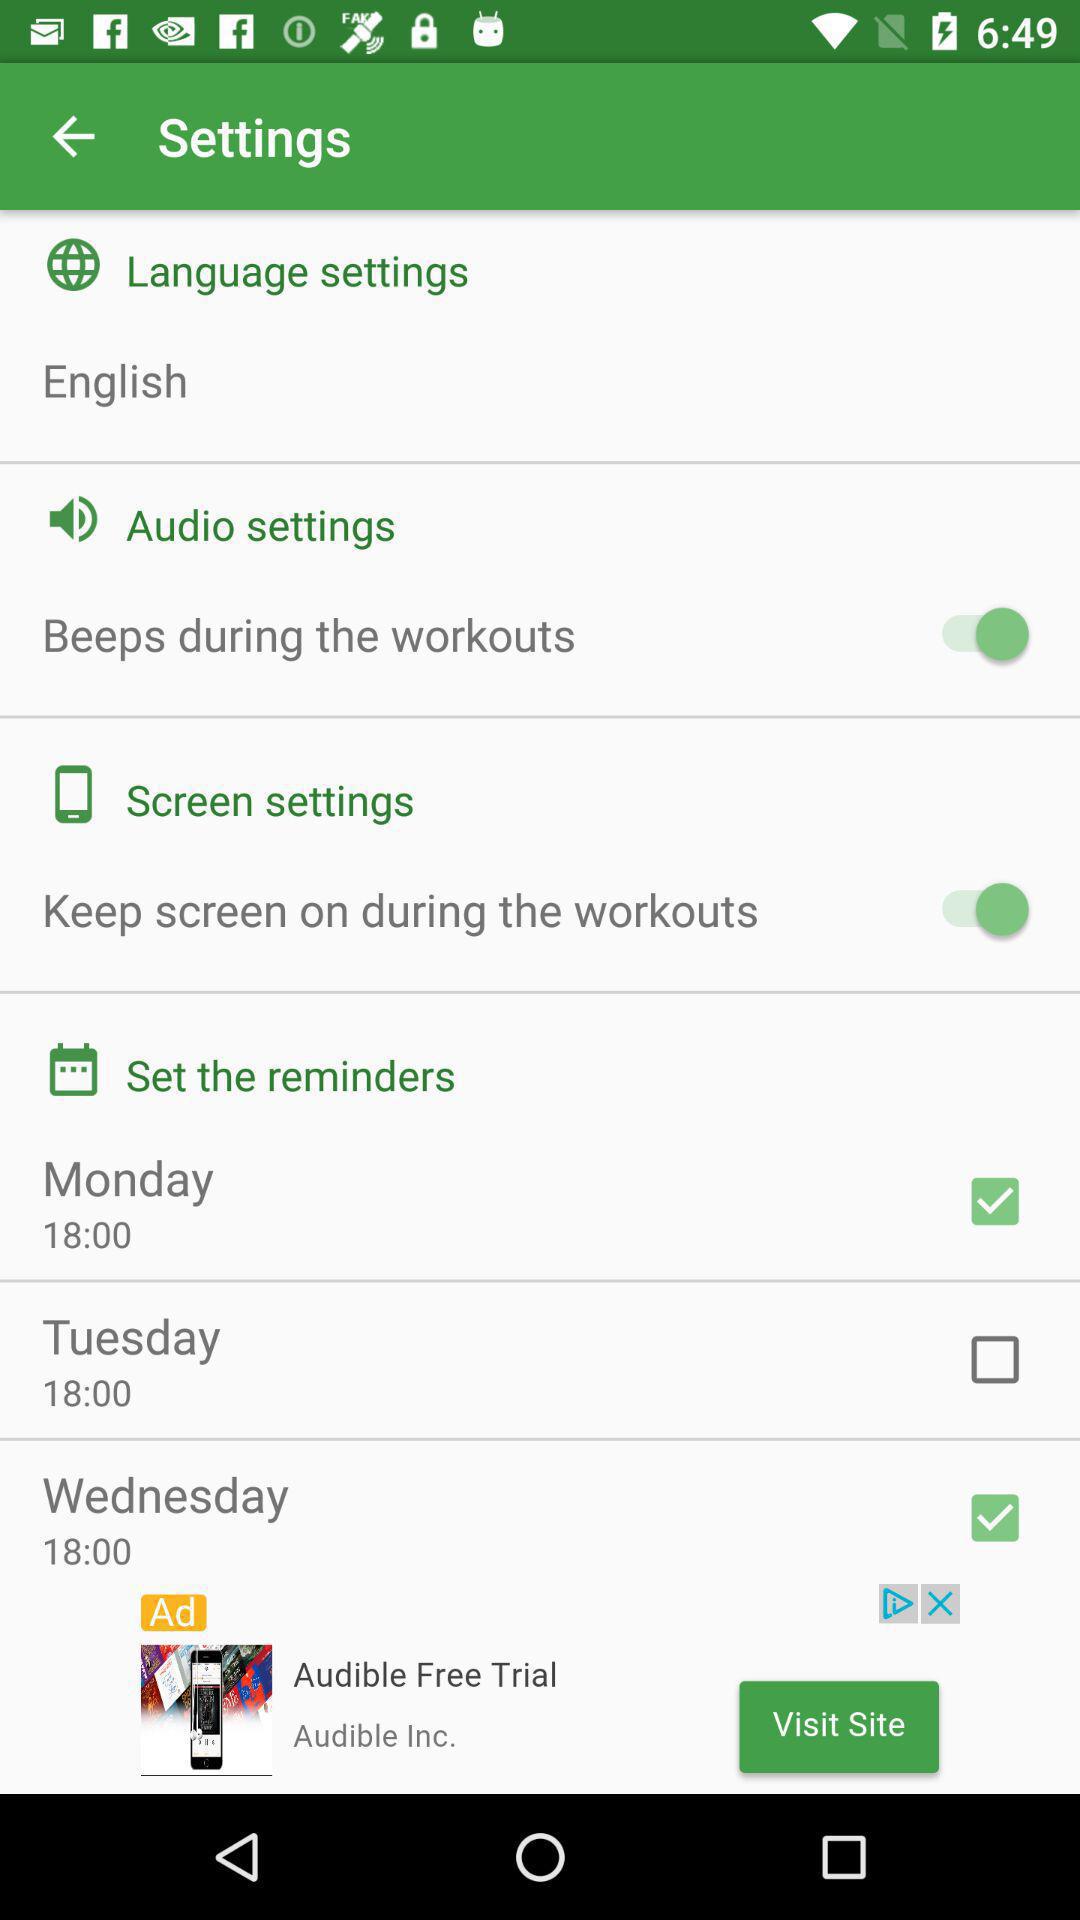 FAKE
6:49
Settings
Language settings
English
Audio settings
Beeps during the workouts
Screen settings
Keep screen on during the workouts
Set the reminders
Monday
18:00
Tuesday
18:00
Wednesday
18:00
Ad
Audible Free Trial
Audible Inc.
Visit Site